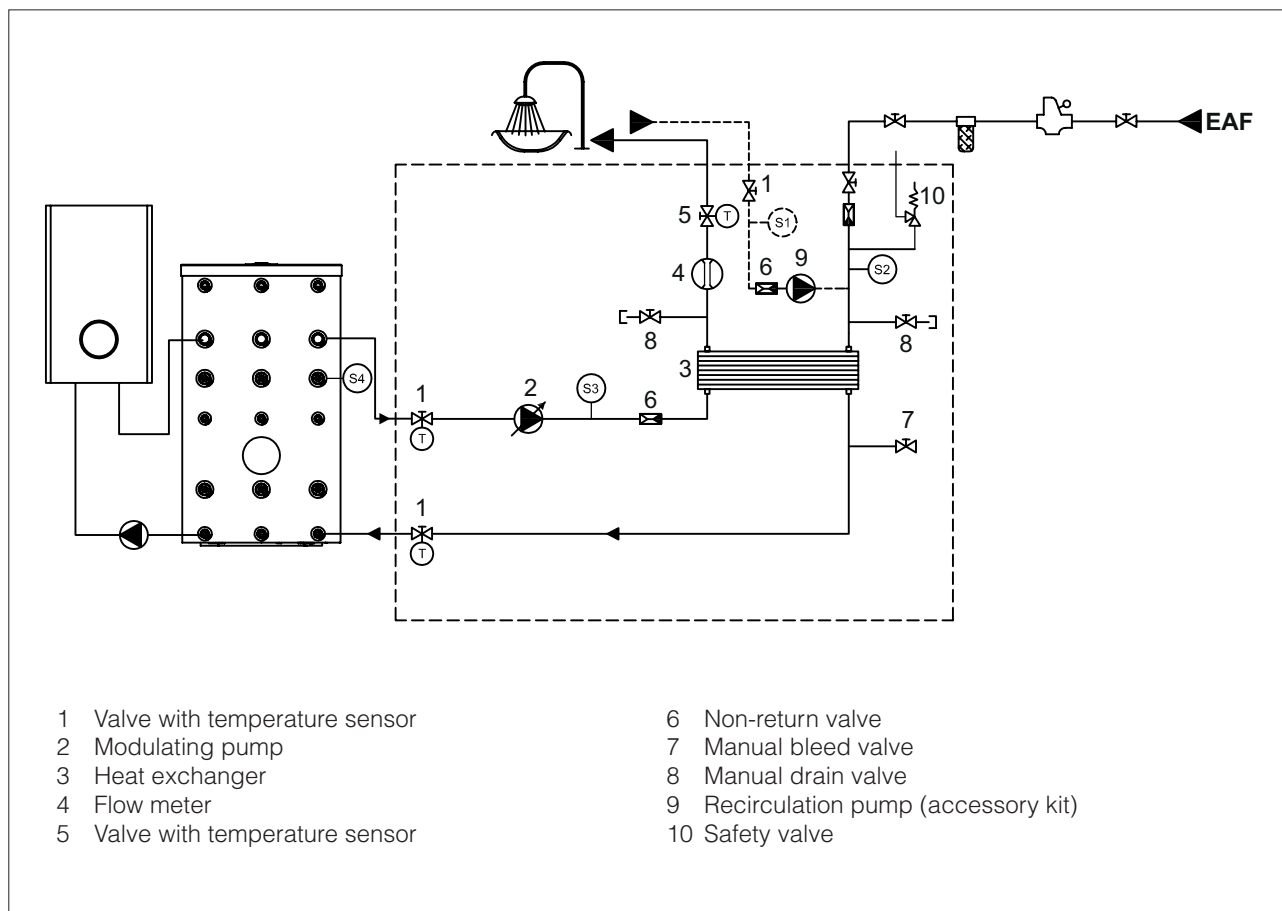 EAF
1
10
5
T
S1
4
6
9
S2
8
8
3
S4
1
2
S3
6
7
T
1
T
1 Valve with temperature sensor
2 Modulating pump
3 Heat exchanger
4 Flow meter
5 Valve with temperature sensor
6 Non-return valve
7 Manual bleed valve
8 Manual drain valve
9 Recirculation pump (accessory kit)
10 Safety valve